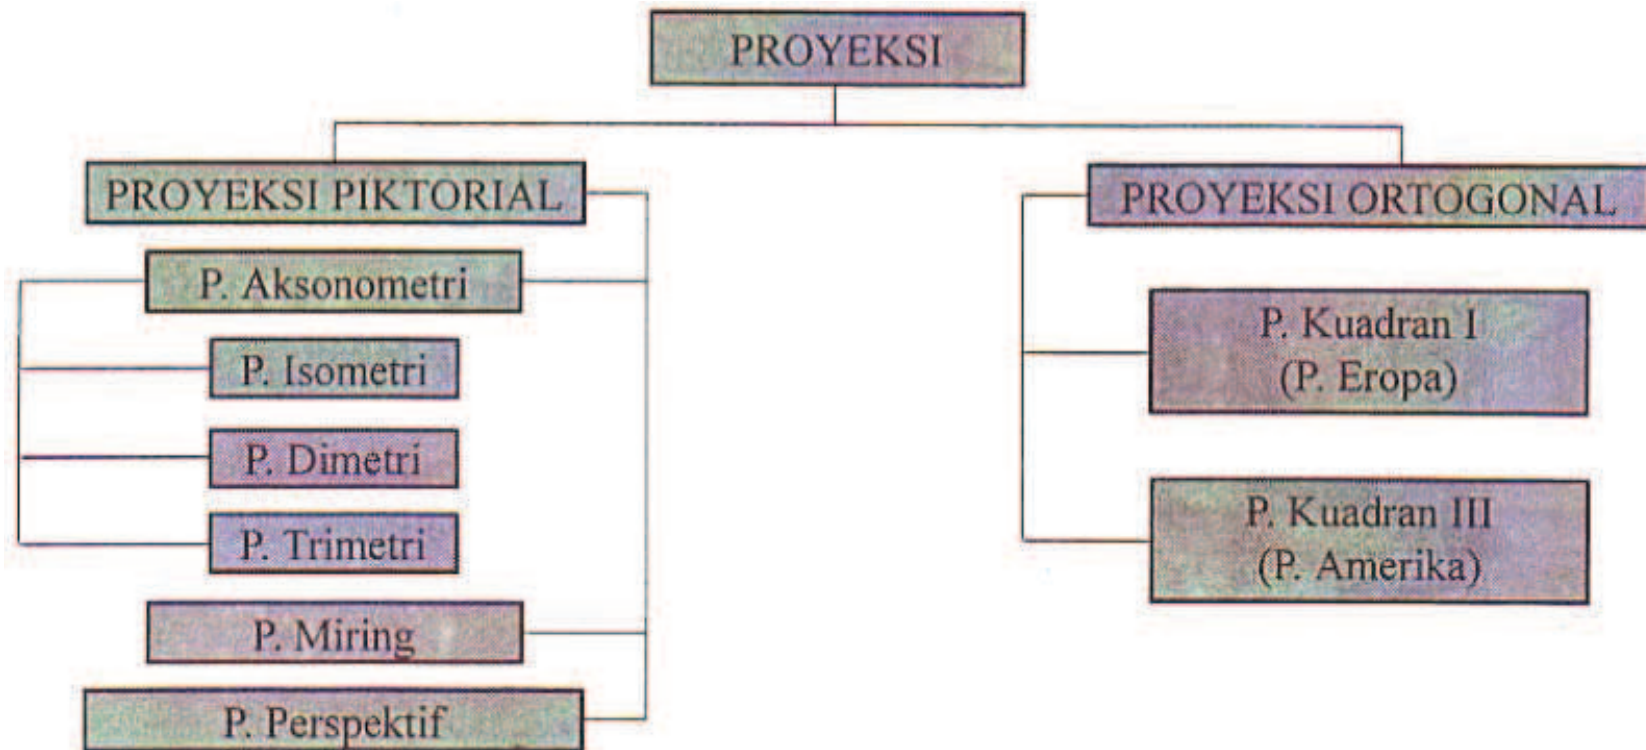 PROYEKSI
PROYEKSI PIKTORIAL
P. Aksonometri
P. Isometri
P. Dimetri
P. Trimetri
P. Miring
P. Perspektif
PROYEKSI ORTOGONAL
P. Kuadran I
(P. Eropa)
P. Kuadran III
(P. Amerika)